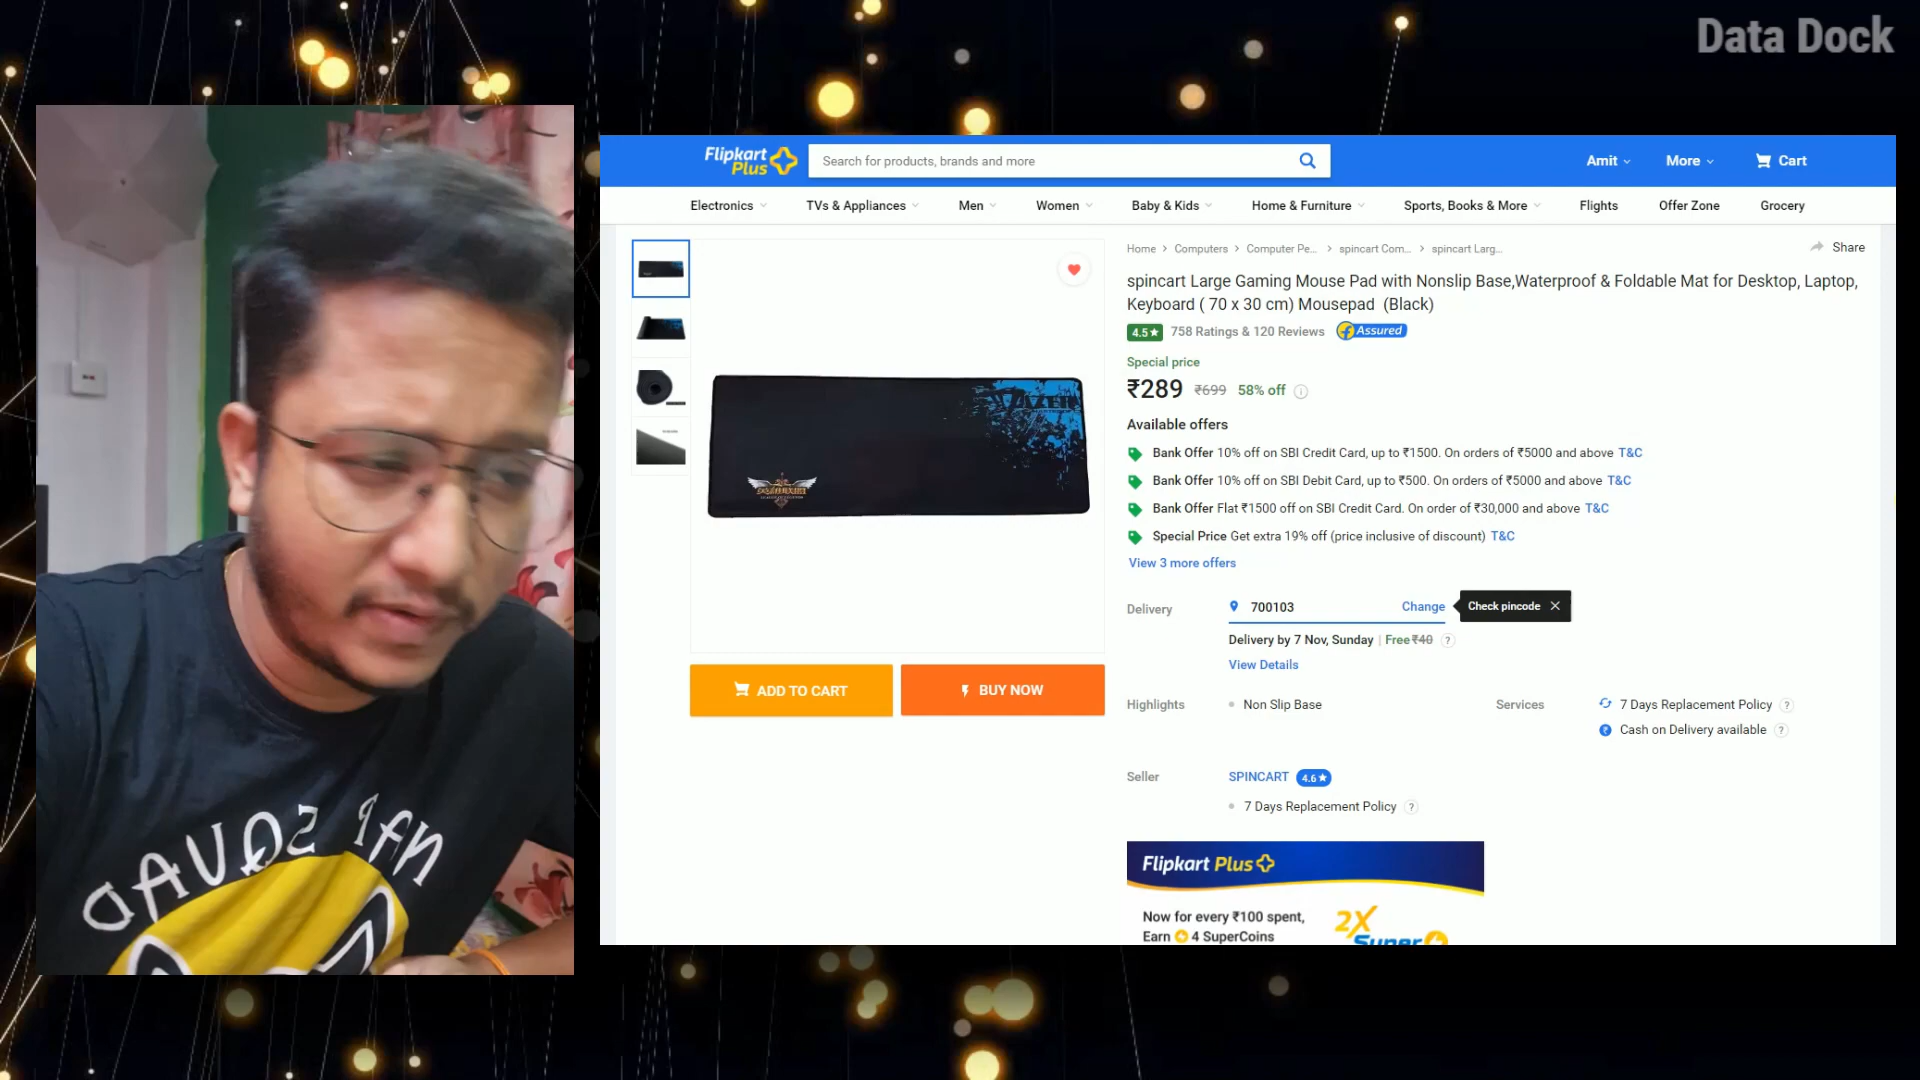 Data Dock
Flipkart
Plus
Search for products, brands and more
Amit
More
Cart
Electronics
TVs & Appliances
Men
Women
Baby & Kids
Home & Furniture
Sports, Books & More
Flights
Offer Zone
Grocery
Home
Computers
Computer Pe...
spincart Com...
spincart Larg...
Share
spincart Large Gaming Mouse Pad with Nonslip Base,Waterproof & Foldable Mat for Desktop, Laptop,
Keyboard ( 70 x 30 cm) Mousepad (Black)
4.5★ 758 Ratings & 120 Reviews Assured
Special price
₹289 ₹699 58% off
Available offers
Bank Offer 10% off on SBI Credit Card, up to ₹1500. On orders of ₹5000 and above T&C
Bank Offer 10% off on SBI Debit Card, up to ₹500. On orders of ₹5000 and above T&C
Bank Offer Flat ₹1500 off on SBI Credit Card. On order of ₹30,000 and above T&C
Special Price Get extra 19% off (price inclusive of discount) T&C
View 3 more offers
Delivery
700103
Change
Check pincode
Delivery by 7 Nov, Sunday | Free ₹40 ?
View Details
Highlights
Non Slip Base
Services
7 Days Replacement Policy ?
Cash on Delivery available ?
ADD TO CART
BUY NOW
Seller
SPINCART 4.6★
7 Days Replacement Policy ?
Flipkart Plus
Now for every ₹100 spent,
Earn 4 SuperCoins
2X
Super
NAP SQUAD